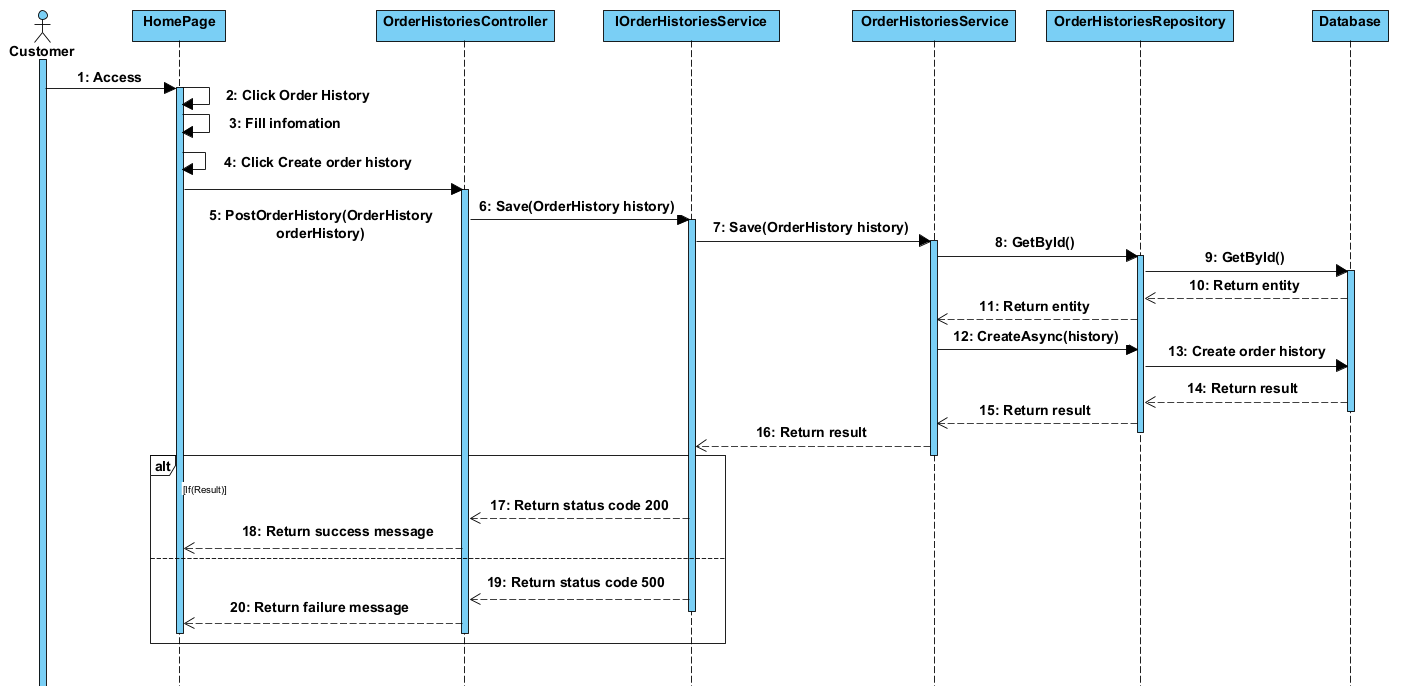 HomePage
OrderHistoriesController
IOrderHistoriesService
OrderHistoriesService
OrderHistoriesRepository
Database
Customer
1: Access
2: Click Order History
3: Fill infomation
4: Click Create order history
5: PostOrderHistory(OrderHistory
orderHistory)
6: Save(OrderHistory history)
7: Save(OrderHistory history)
8: GetById()
9: GetById()
10: Return entity
11: Return entity
12: CreateAsync(history)
13: Create order history
14: Return result
15: Return result
16: Return result
alt
[If(Result)]
17: Return status code 200
18: Return success message
19: Return status code 500
20: Return failure message